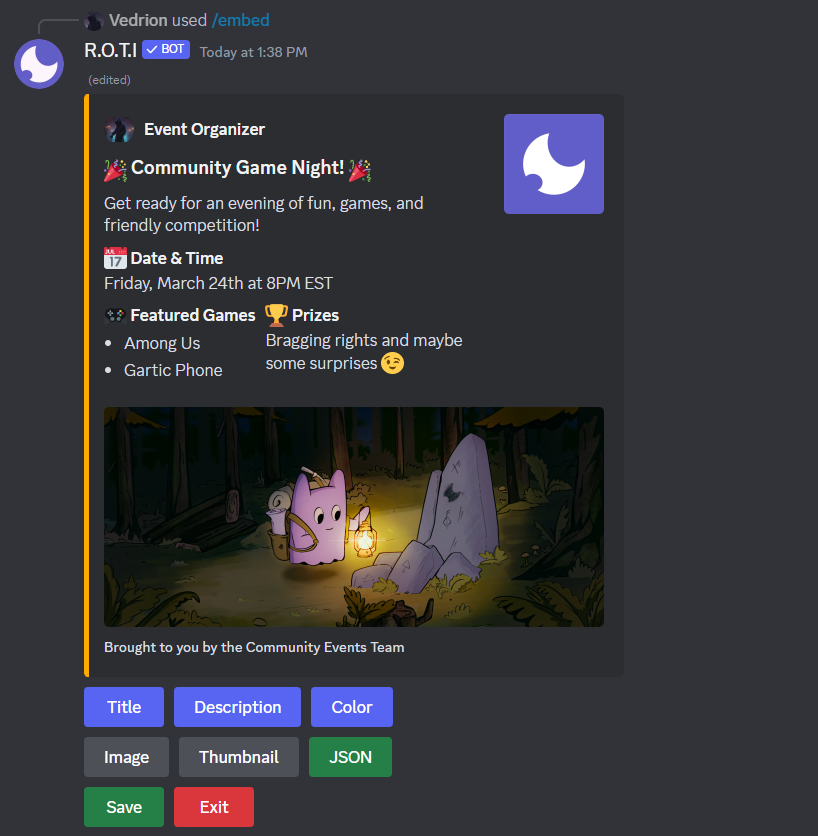 Vedrion used /embed
R.O.T.I ✓ BOT Today at 1:38 PM
(edited)
Event Organizer
🎉 Community Game Night! 🎉
Get ready for an evening of fun, games, and
friendly competition!
📅 Date & Time
Friday, March 24th at 8PM EST
🎮 Featured Games 🏆 Prizes
• Among Us
• Gartic Phone
Bragging rights and maybe
some surprises 😉
Brought to you by the Community Events Team
Title Description Color
Image Thumbnail JSON
Save Exit